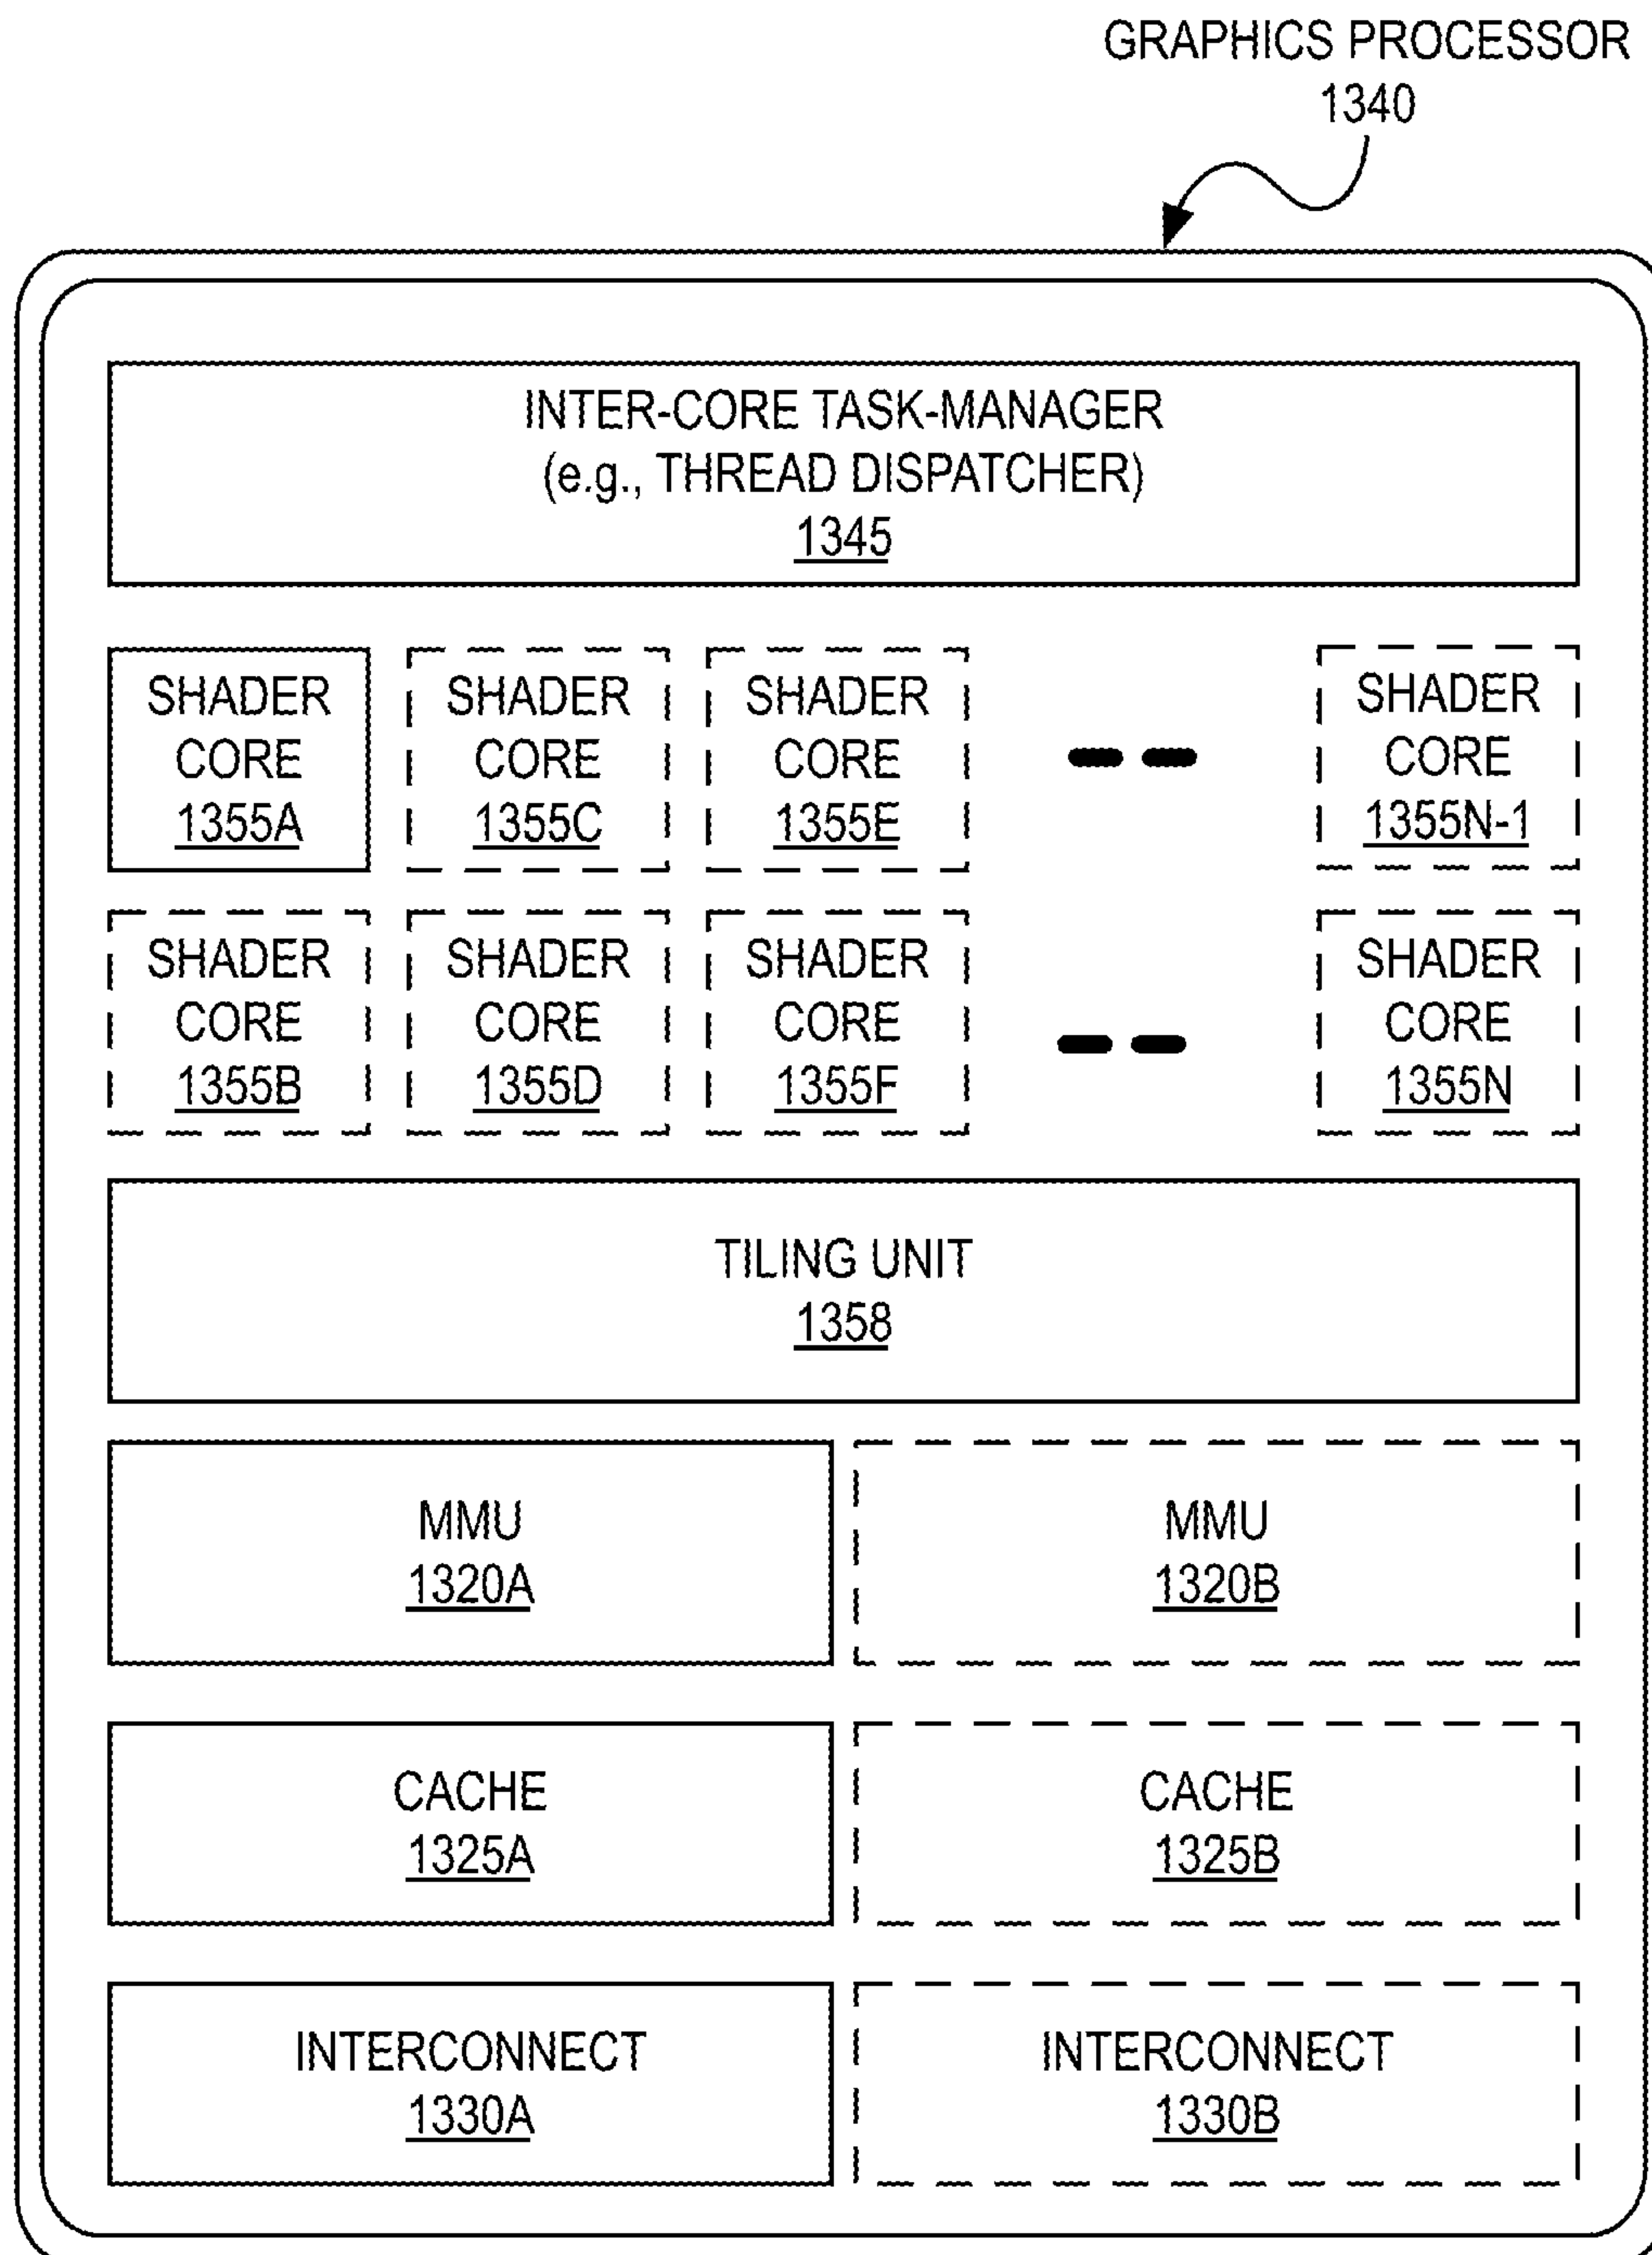 GRAPHICS PROCESSOR
1340
INTER-CORE TASK-MANAGER
(e.g., THREAD DISPATCHER)
1345
SHADER
CORE
1355A
SHADER
CORE
1355C
SHADER
CORE
1355E
SHADER
CORE
1355N-1
SHADER
CORE
1355B
SHADER
CORE
1355D
SHADER
CORE
1355F
SHADER
CORE
1355N
TILING UNIT
1358
MMU
1320A
MMU
1320B
CACHE
1325A
CACHE
1325B
INTERCONNECT
1330A
INTERCONNECT
1330B